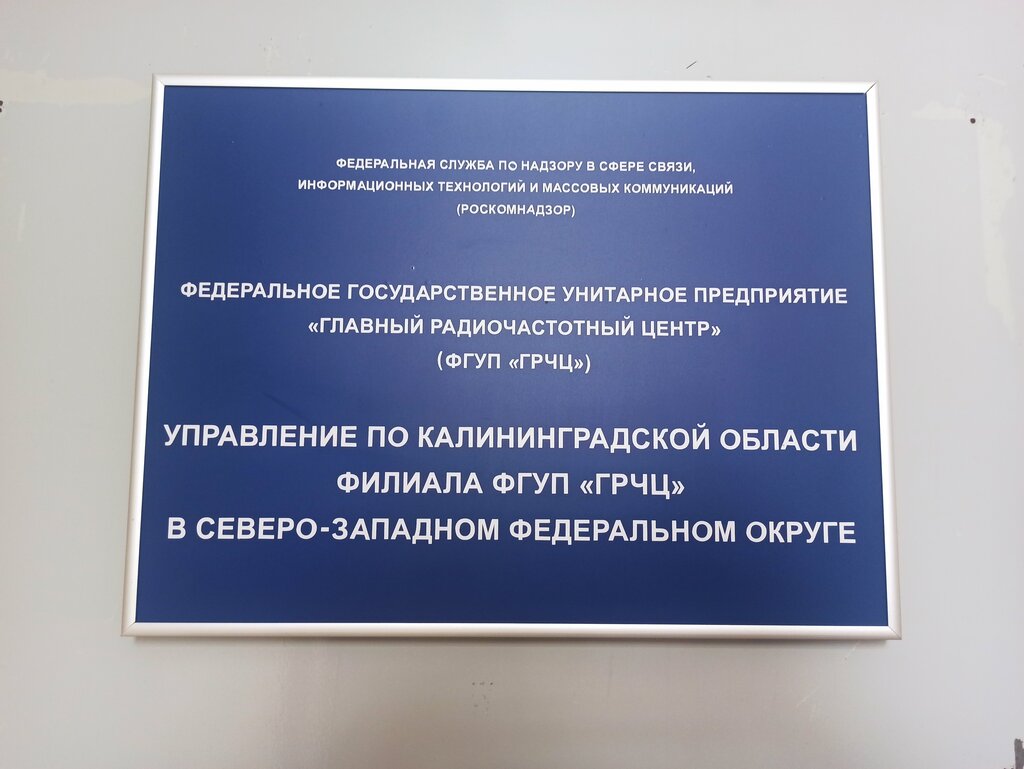 ФЕДЕРАЛЬНАЯ СЛУЖБА ПО НАДЗОРУ В СФЕРЕ СВЯЗИ,
ИНФОРМАЦИОННЫХ ТЕХНОЛОГИЙ И МАССОВЫХ КОММУНИКАЦИЙ
(РОСКОМНАДЗОР)
ФЕДЕРАЛЬНОЕ ГОСУДАРСТВЕННОЕ УНИТАРНОЕ ПРЕДПРИЯТИЕ
«ГЛАВНЫЙ РАДИОЧАСТОТНЫЙ ЦЕНТР»
(ФГУП «ГРЧЦ»)
УПРАВЛЕНИЕ ПО КАЛИНИНГРАДСКОЙ ОБЛАСТИ
ФИЛИАЛА ФГУП «ГРЧЦ»
В СЕВЕРО-ЗАПАДНОМ ФЕДЕРАЛЬНОМ ОКРУГЕ